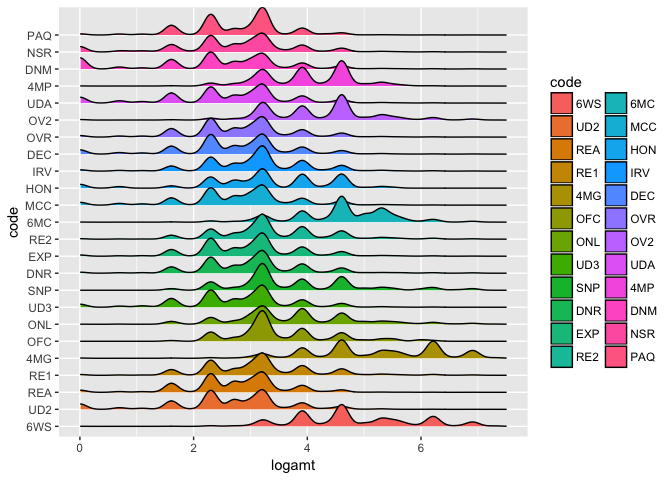 code
PAQ
NSR
DNM
4MP
UDA
OV2
OVR
DEC
IRV
HON
MCC
6MC
RE2
EXP
DNR
SNP
UD3
ONL
OFC
4MG
RE1
REA
UD2
6WS
0 2 4 6
logamt
code
6WS 6MC
UD2 MCC
REA HON
RE1 IRV
4MG DEC
OFC OVR
ONL OV2
UD3 UDA
SNP 4MP
DNR DNM
EXP NSR
RE2 PAQ